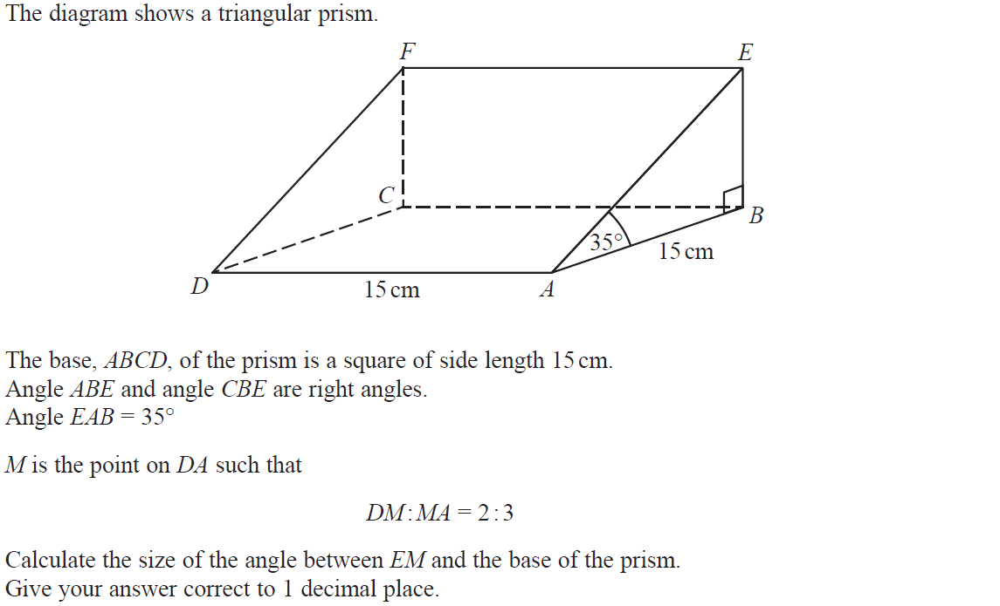 The diagram shows a triangular prism.
F
E
C
B
35°
15 cm
D
15 cm
A
The base, ABCD, of the prism is a square of side length 15 cm.
Angle ABE and angle CBE are right angles.
Angle EAB = 35°
M is the point on DA such that
DM : MA = 2 : 3
Calculate the size of the angle between EM and the base of the prism.
Give your answer correct to 1 decimal place.